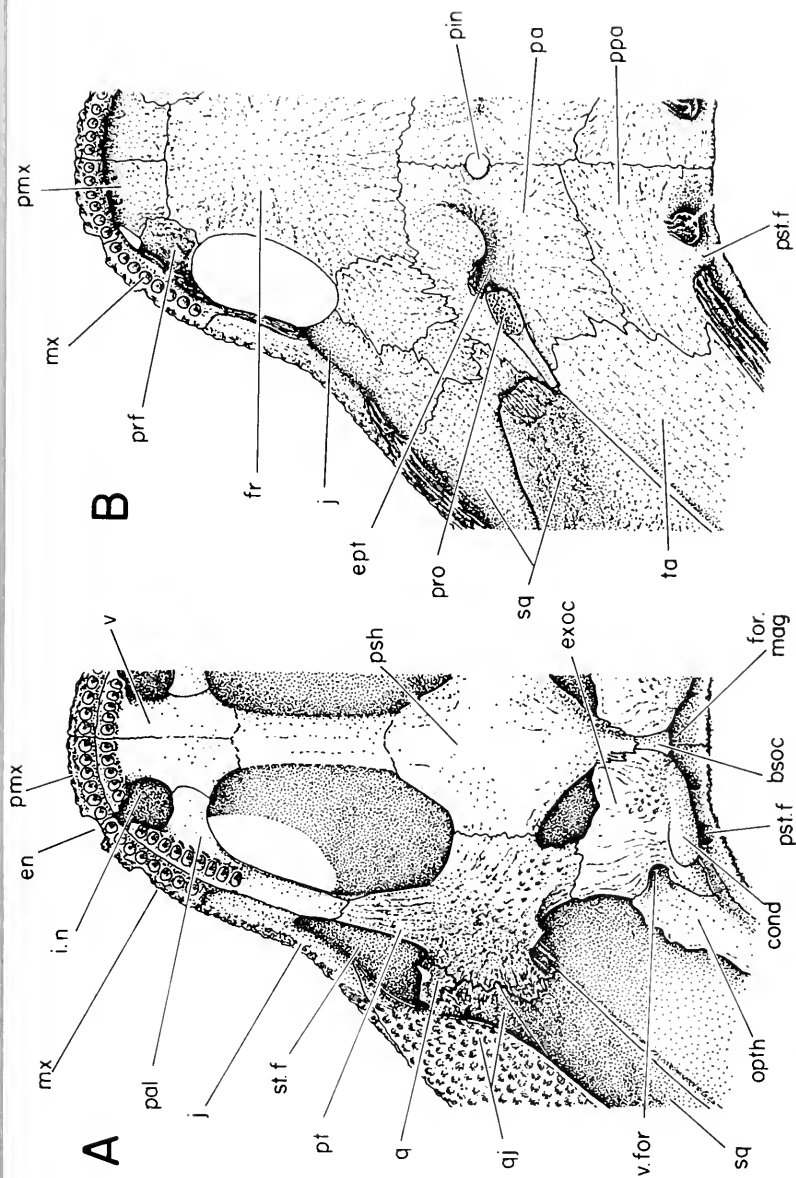 A
mx
en
pmx
v
i.n
pal
j
st.f
pt
q
qj
psh
exoc
for.
mag
v.for
sq
opth
cond
pst.f
bsoc
B
pmx
mx
prf
fr
j
ept
pro
sq
ta
pin
pa
ppa
pst.f